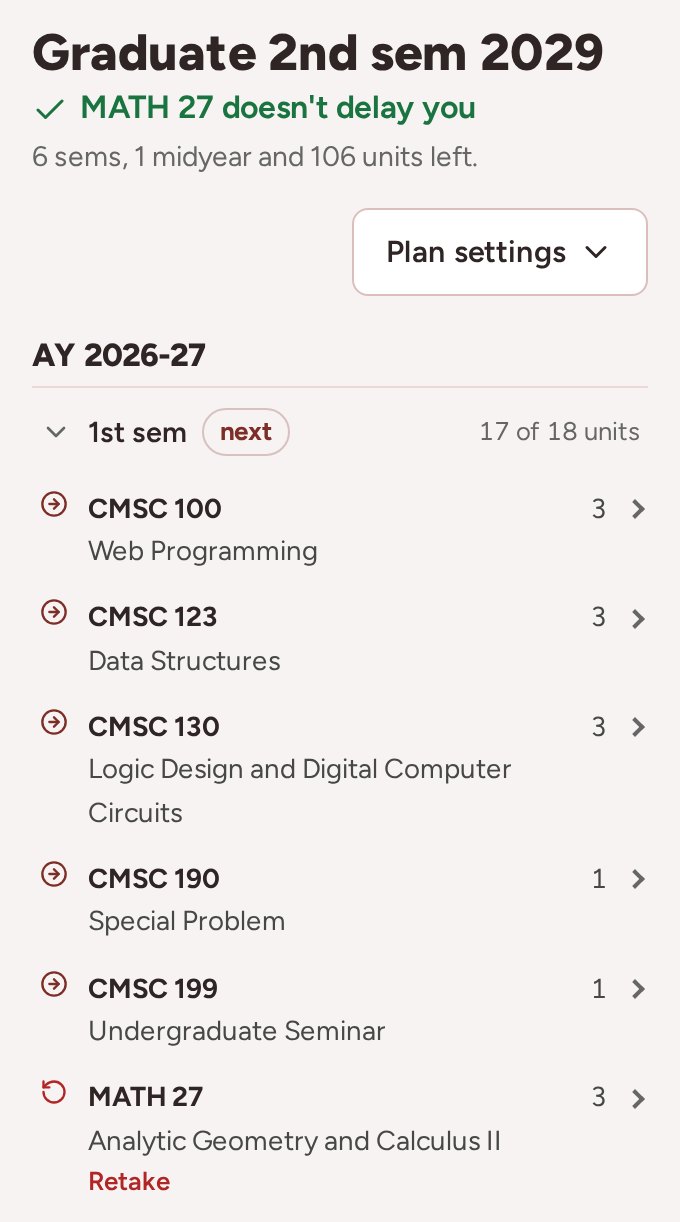 Graduate 2nd sem 2029
MATH 27 doesn't delay you
6 sems, 1 midyear and 106 units left.
Plan settings
AY 2026-27
1st sem next 17 of 18 units
CMSC 100 3
Web Programming
CMSC 123 3
Data Structures
CMSC 130 3
Logic Design and Digital Computer
Circuits
CMSC 190 1
Special Problem
CMSC 199 1
Undergraduate Seminar
MATH 27 3
Analytic Geometry and Calculus II
Retake